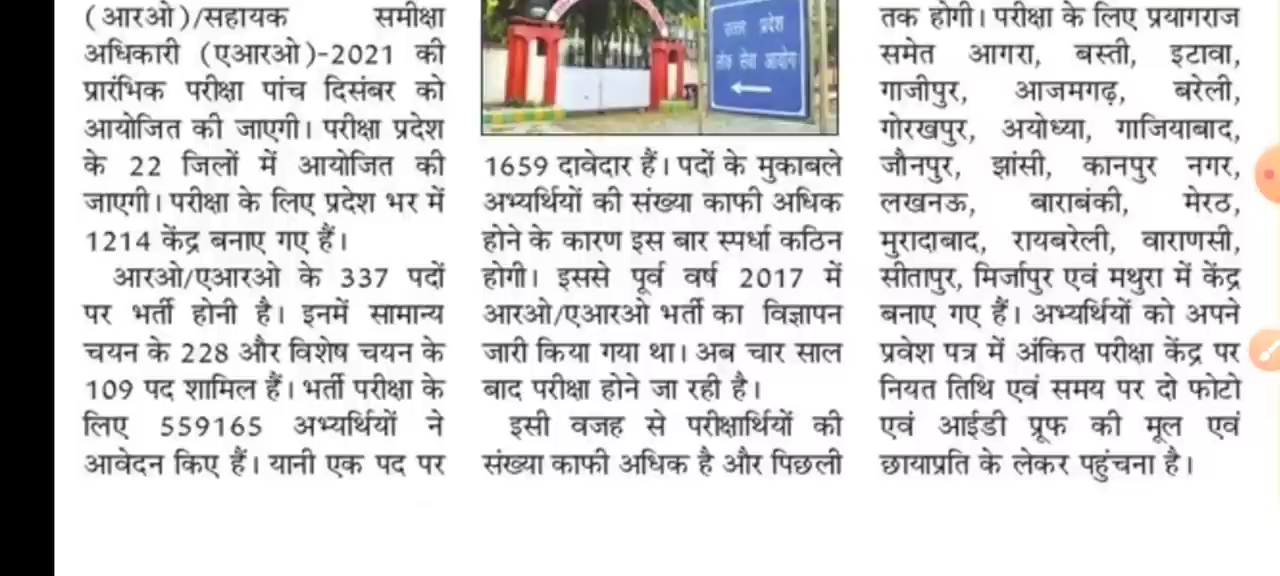 (आरओ)/सहायक समीक्षा
अधिकारी (एआरओ)-2021 की
प्रारंभिक परीक्षा पांच दिसंबर को
आयोजित की जाएगी। परीक्षा प्रदेश
के 22 जिलों में आयोजित की
जाएगी। परीक्षा के लिए प्रदेश भर में
1214 केंद्र बनाए गए हैं।
आरओ/एआरओ के 337 पदों
पर भर्ती होनी है। इनमें सामान्य
चयन के 228 और विशेष चयन के
109 पद शामिल हैं। भर्ती परीक्षा के
लिए 559165 अभ्यर्थियों ने
आवेदन किए हैं। यानी एक पद पर
उत्तर प्रदेश
लोक सेवा आयोग
1659 दावेदार हैं। पदों के मुकाबले
अभ्यर्थियों की संख्या काफी अधिक
होने के कारण इस बार स्पर्धा कठिन
होगी। इससे पूर्व वर्ष 2017 में
आरओ/एआरओ भर्ती का विज्ञापन
जारी किया गया था। अब चार साल
बाद परीक्षा होने जा रही है।
इसी वजह से परीक्षार्थियों की
संख्या काफी अधिक है और पिछली
तक होगी। परीक्षा के लिए प्रयागराज
समेत आगरा, बस्ती, इटावा,
गाजीपुर, आजमगढ़, बरेली,
गोरखपुर, अयोध्या, गाजियाबाद,
जौनपुर, झांसी, कानपुर नगर,
लखनऊ, बाराबंकी, मेरठ,
मुरादाबाद, रायबरेली, वाराणसी,
सीतापुर, मिर्जापुर एवं मथुरा में केंद्र
बनाए गए हैं। अभ्यर्थियों को अपने
प्रवेश पत्र में अंकित परीक्षा केंद्र पर
नियत तिथि एवं समय पर दो फोटो
एवं आईडी प्रूफ की मूल एवं
छायाप्रति के लेकर पहुंचना है।